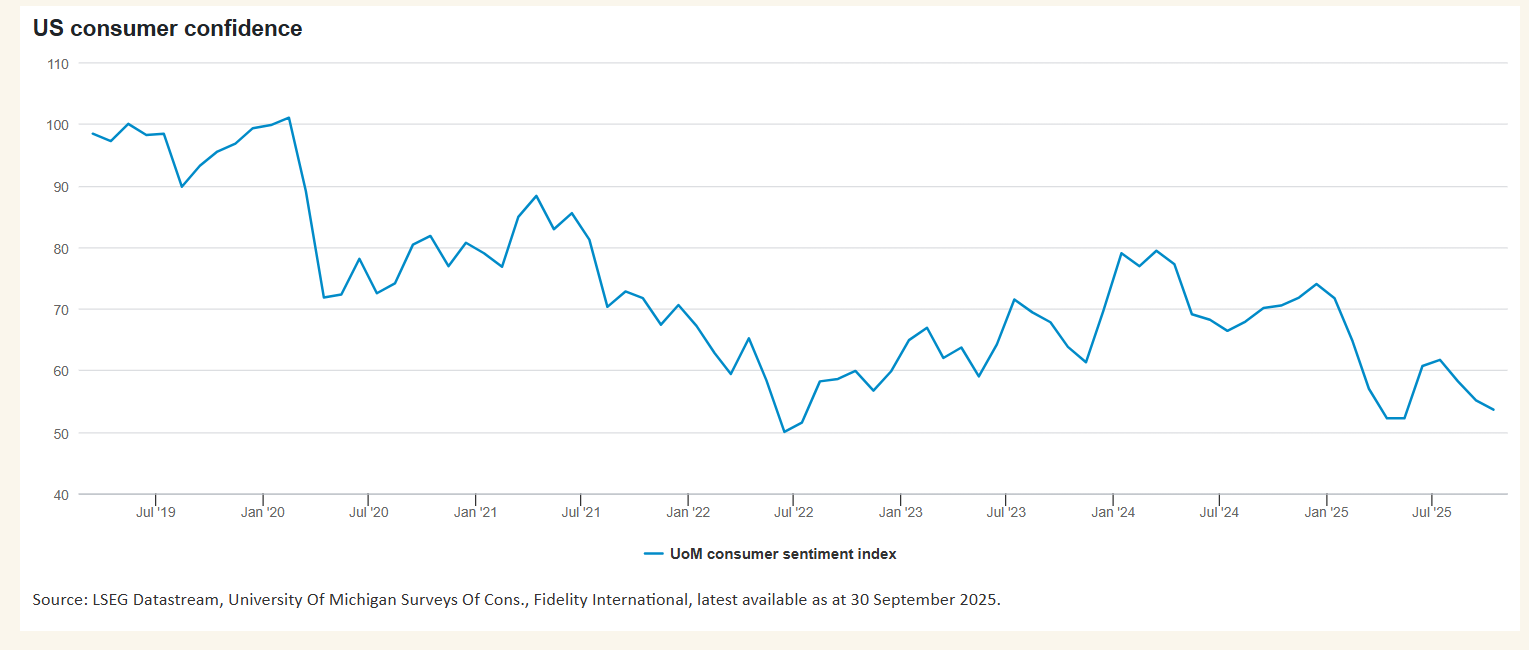 US consumer confidence
110
100
90
80
70
60
50
40
Jul '19 Jan '20 Jul '20 Jan '21 Jul '21 Jan '22 Jul '22 Jan '23 Jul '23 Jan '24 Jul '24 Jan '25 Jul '25
UoM consumer sentiment index
Source: LSEG Datastream, University Of Michigan Surveys Of Cons., Fidelity International, latest available as at 30 September 2025.